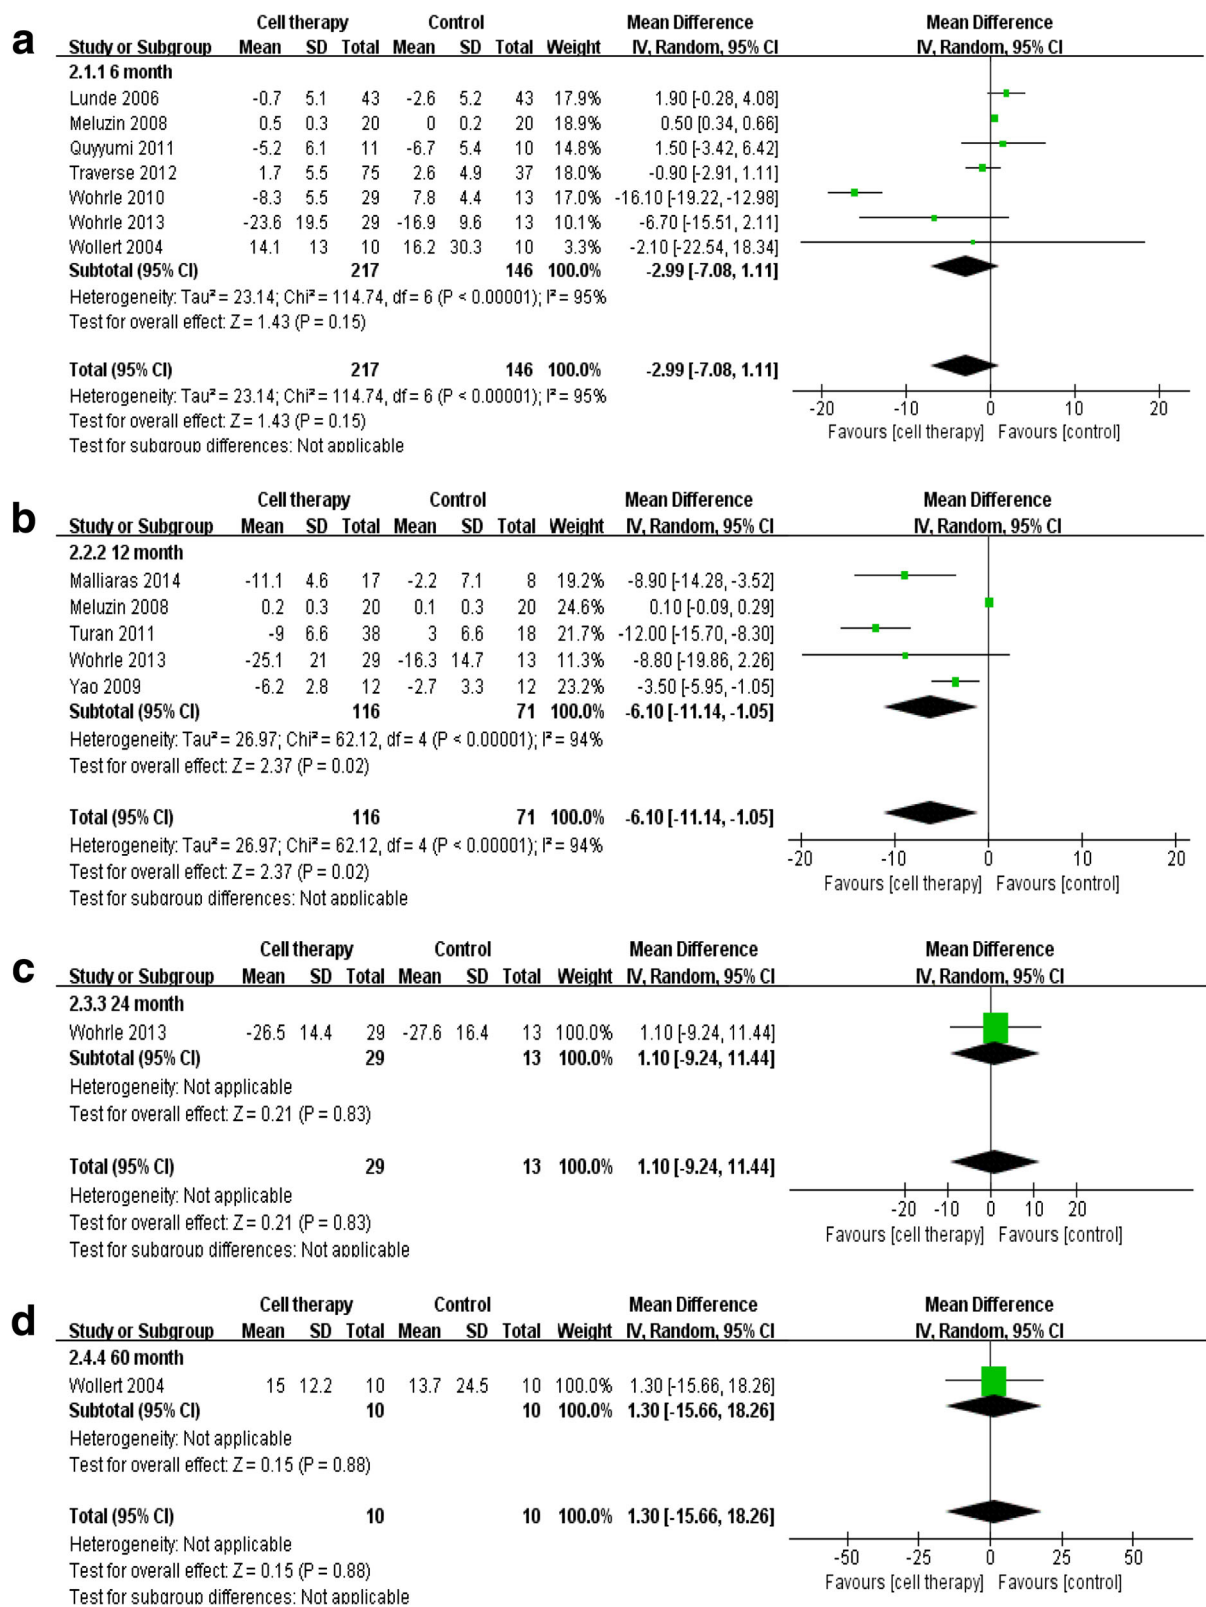 a
Cell therapy Control Mean Difference Mean Difference
Study or Subgroup Mean SD Total Mean SD Total Weight IV, Random, 95% CI IV, Random, 95% CI
2.1.1 6 month
Lunde 2006 -0.7 5.1 43 -2.6 5.2 43 17.9% 1.90 [-0.28, 4.08]
Meluzin 2008 0.5 0.3 20 0 0.2 20 18.9% 0.50 [0.34, 0.66]
Quyyumi 2011 -5.2 6.1 11 -6.7 5.4 10 14.8% 1.50 [-3.42, 6.42]
Traverse 2012 1.7 5.5 75 2.6 4.9 37 18.0% -0.90 [-2.91, 1.11]
Wohrle 2010 -8.3 5.5 29 7.8 4.4 13 17.0% -16.10 [-19.22, -12.98]
Wohrle 2013 -23.6 19.5 29 -16.9 9.6 13 10.1% -6.70 [-15.51, 2.11]
Wollert 2004 14.1 13 10 16.2 30.3 10 3.3% -2.10 [-22.54, 18.34]
Subtotal (95% CI) 217 146 100.0% -2.99 [-7.08, 1.11]
Heterogeneity: Tau² = 23.14; Chi² = 114.74, df = 6 (P < 0.00001); I² = 95%
Test for overall effect: Z = 1.43 (P = 0.15)
Total (95% CI) 217 146 100.0% -2.99 [-7.08, 1.11]
Heterogeneity: Tau² = 23.14; Chi² = 114.74, df = 6 (P < 0.00001); I² = 95%
Test for overall effect: Z = 1.43 (P = 0.15)
Test for subgroup differences: Not applicable
-20 -10 0 10 20
Favours [cell therapy] Favours [control]
b
Cell therapy Control Mean Difference Mean Difference
Study or Subgroup Mean SD Total Mean SD Total Weight IV, Random, 95% CI IV, Random, 95% CI
2.2.2 12 month
Malliaras 2014 -11.1 4.6 17 -2.2 7.1 8 19.2% -8.90 [-14.28, -3.52]
Meluzin 2008 0.2 0.3 20 0.1 0.3 20 24.6% 0.10 [-0.09, 0.29]
Turan 2011 -9 6.6 38 3 6.6 18 21.7% -12.00 [-15.70, -8.30]
Wohrle 2013 -25.1 21 29 -16.3 14.7 13 11.3% -8.80 [-19.86, 2.26]
Yao 2009 -6.2 2.8 12 -2.7 3.3 12 23.2% -3.50 [-5.95, -1.05]
Subtotal (95% CI) 116 71 100.0% -6.10 [-11.14, -1.05]
Heterogeneity: Tau² = 26.97; Chi² = 62.12, df = 4 (P < 0.00001); I² = 94%
Test for overall effect: Z = 2.37 (P = 0.02)
Total (95% CI) 116 71 100.0% -6.10 [-11.14, -1.05]
Heterogeneity: Tau² = 26.97; Chi² = 62.12, df = 4 (P < 0.00001); I² = 94%
Test for overall effect: Z = 2.37 (P = 0.02)
Test for subgroup differences: Not applicable
-20 -10 0 10 20
Favours [cell therapy] Favours [control]
c
Cell therapy Control Mean Difference Mean Difference
Study or Subgroup Mean SD Total Mean SD Total Weight IV, Random, 95% CI IV, Random, 95% CI
2.3.3 24 month
Wohrle 2013 -26.5 14.4 29 -27.6 16.4 13 100.0% 1.10 [-9.24, 11.44]
Subtotal (95% CI) 29 13 100.0% 1.10 [-9.24, 11.44]
Heterogeneity: Not applicable
Test for overall effect: Z = 0.21 (P = 0.83)
Total (95% CI) 29 13 100.0% 1.10 [-9.24, 11.44]
Heterogeneity: Not applicable
Test for overall effect: Z = 0.21 (P = 0.83)
Test for subgroup differences: Not applicable
-20 -10 0 10 20
Favours [cell therapy] Favours [control]
d
Cell therapy Control Mean Difference Mean Difference
Study or Subgroup Mean SD Total Mean SD Total Weight IV, Random, 95% CI IV, Random, 95% CI
2.4.4 60 month
Wollert 2004 15 12.2 10 13.7 24.5 10 100.0% 1.30 [-15.66, 18.26]
Subtotal (95% CI) 10 10 100.0% 1.30 [-15.66, 18.26]
Heterogeneity: Not applicable
Test for overall effect: Z = 0.15 (P = 0.88)
Total (95% CI) 10 10 100.0% 1.30 [-15.66, 18.26]
Heterogeneity: Not applicable
Test for overall effect: Z = 0.15 (P = 0.88)
Test for subgroup differences: Not applicable
-50 -25 0 25 50
Favours [cell therapy] Favours [control]